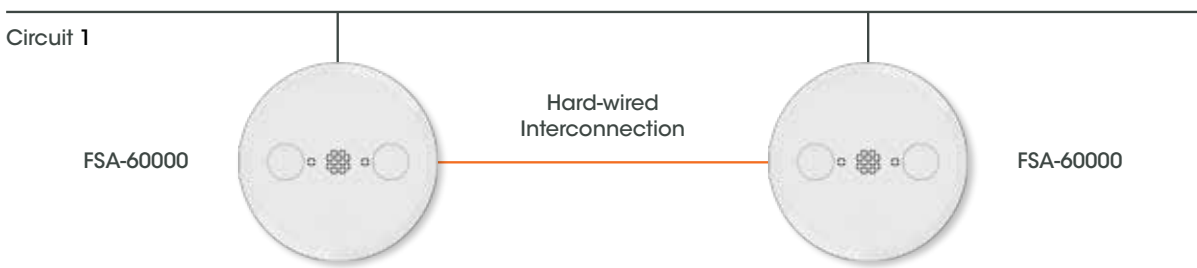 Circuit 1
Hard-wired
Interconnection
FSA-60000
FSA-60000